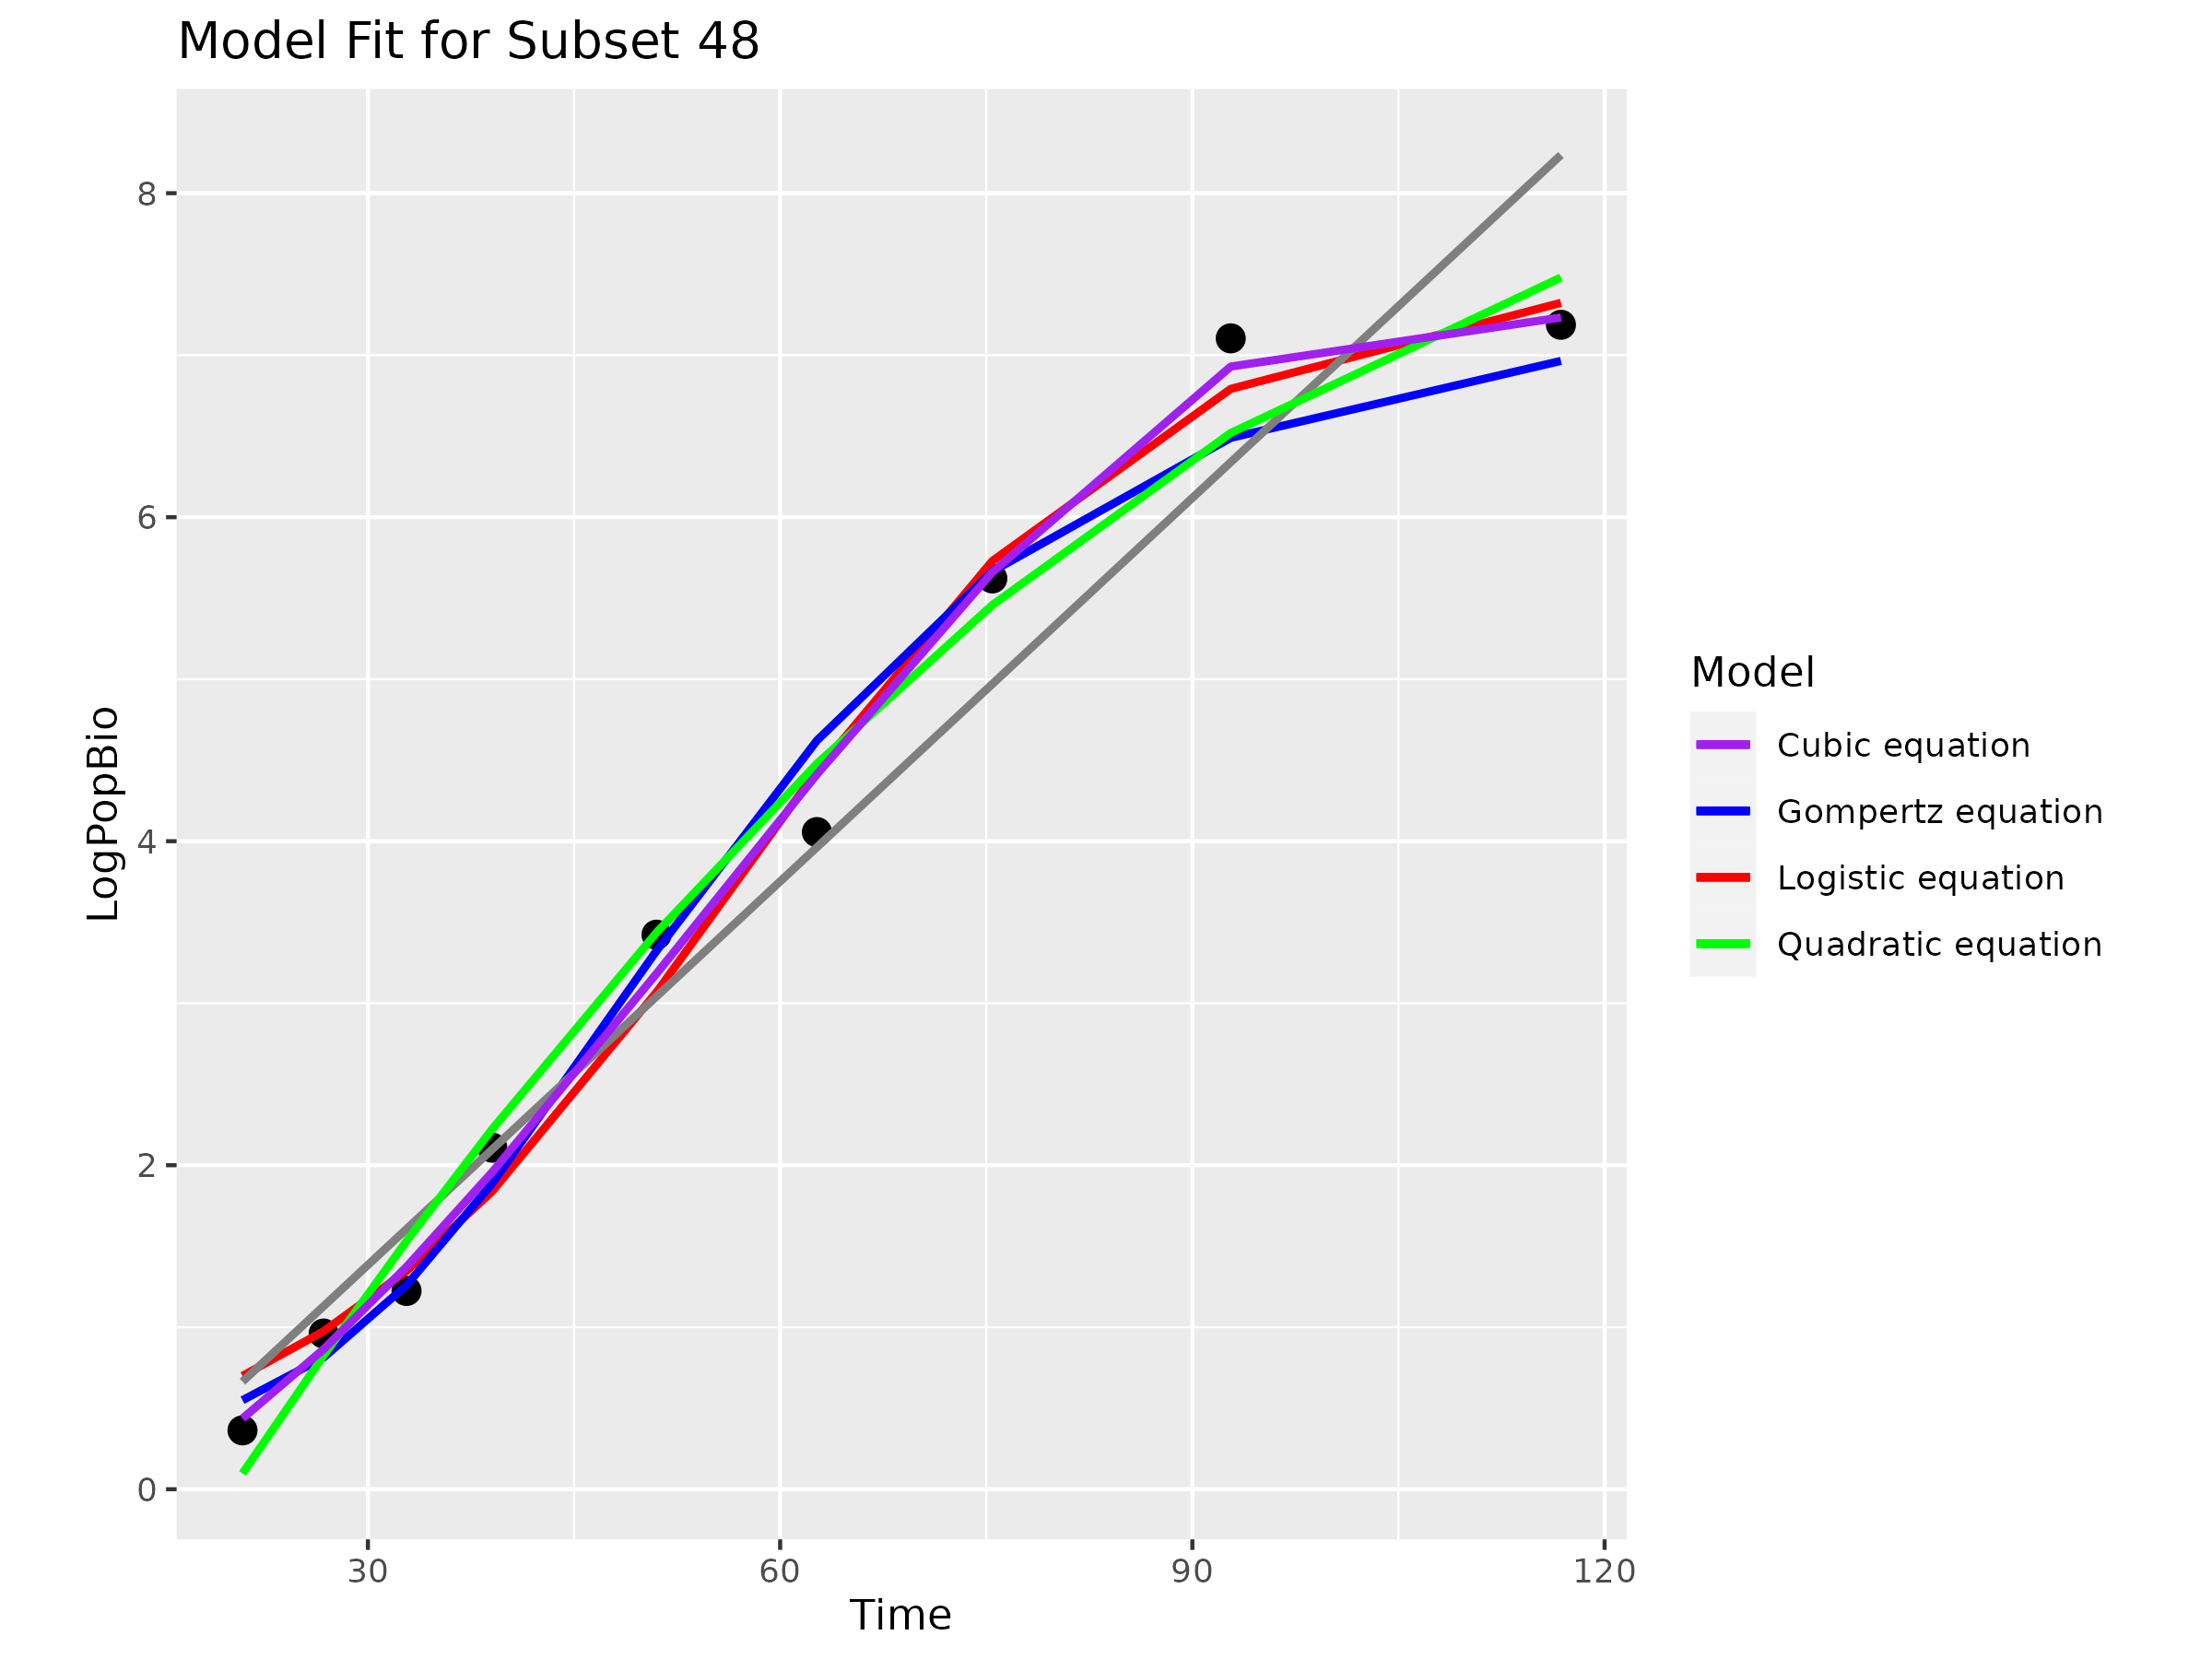 Model Fit for Subset 48
8
6
4
2
0
LogPopBio
30 60 90 120
Time
Model
Cubic equation
Gompertz equation
Logistic equation
Quadratic equation